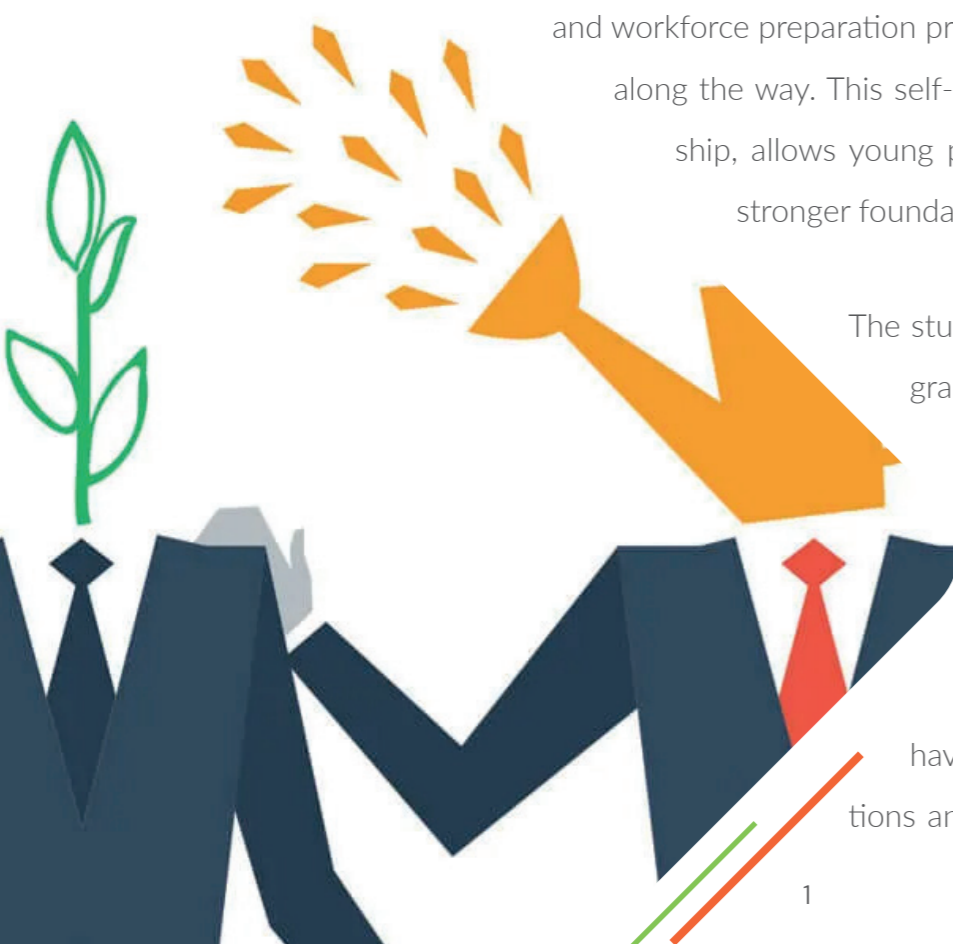 and workforce preparation pr
along the way. This self-
ship, allows young p
stronger founda
The stu
gra
hav
tions an
1